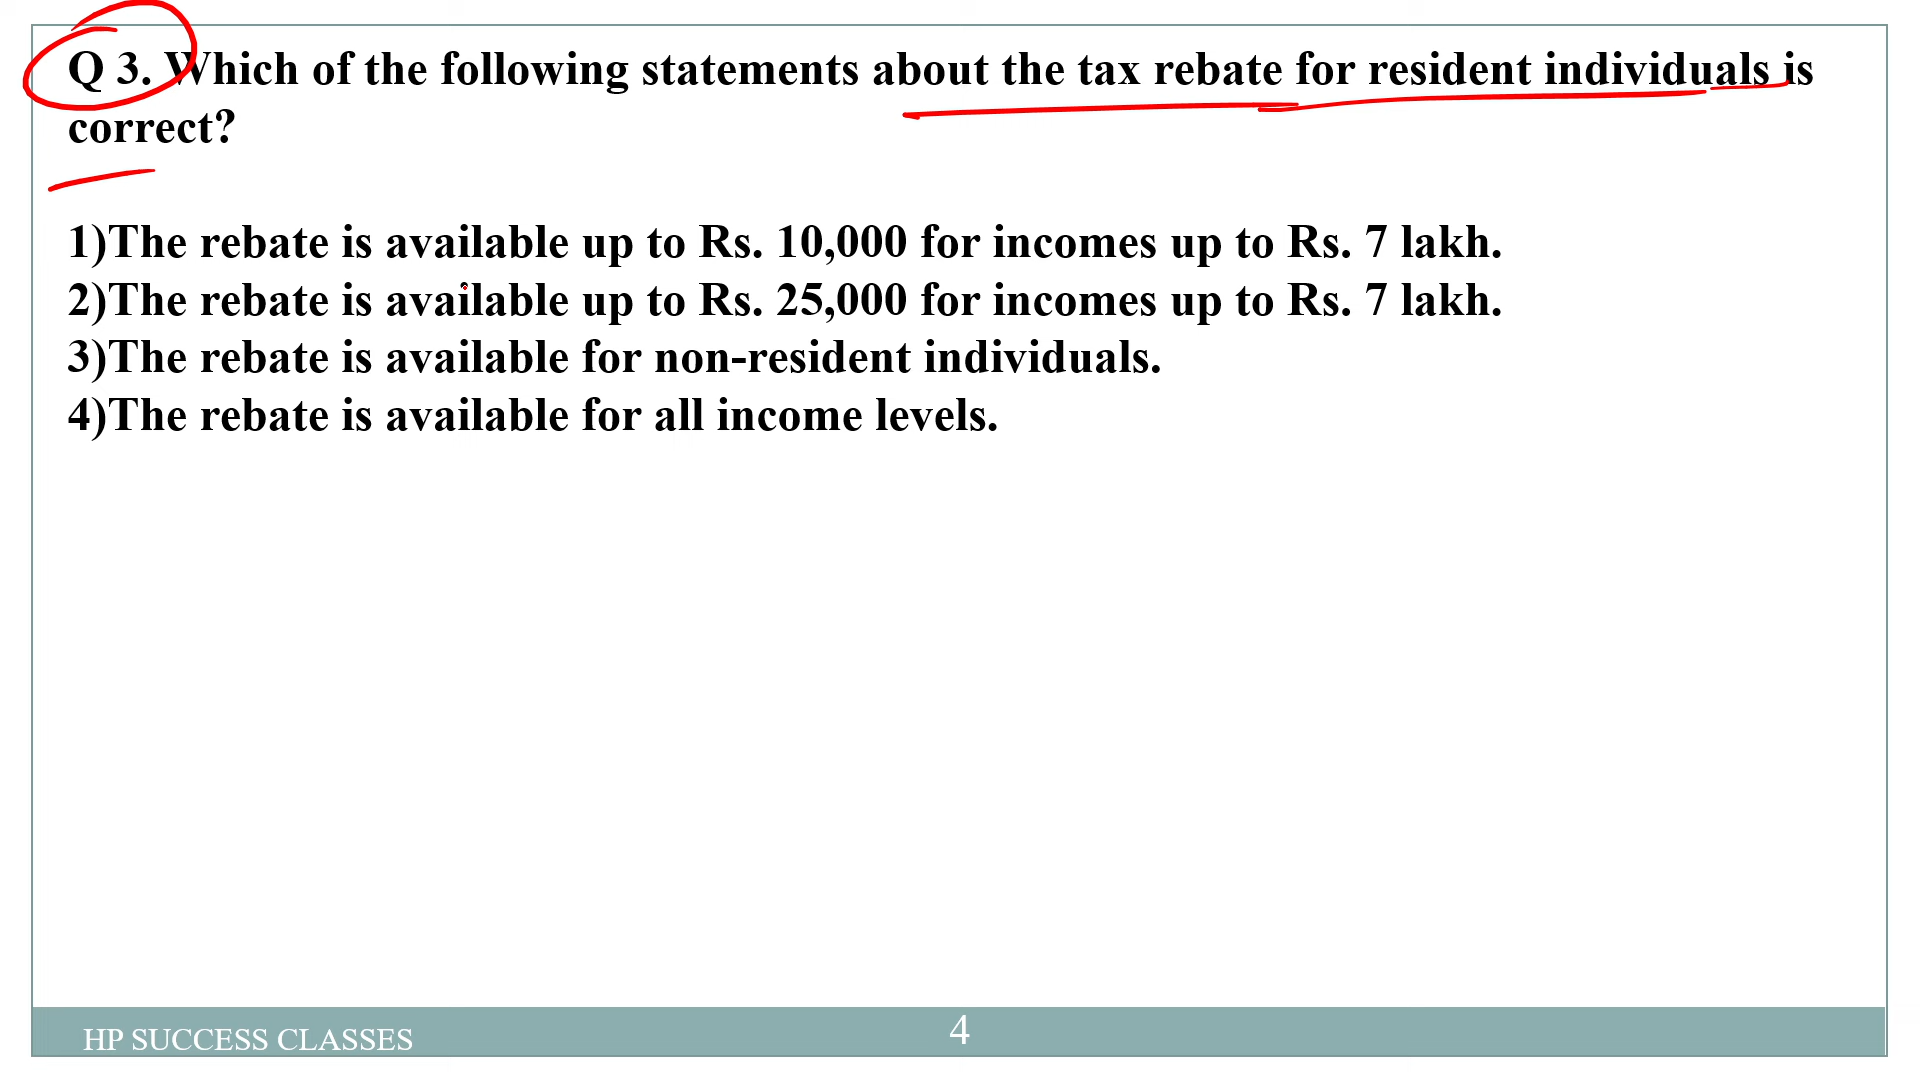 Q 3. Which of the following statements about the tax rebate for resident individuals is
correct?
1)The rebate is available up to Rs. 10,000 for incomes up to Rs. 7 lakh.
2)The rebate is available up to Rs. 25,000 for incomes up to Rs. 7 lakh.
3)The rebate is available for non-resident individuals.
4)The rebate is available for all income levels.
HP SUCCESS CLASSES
4